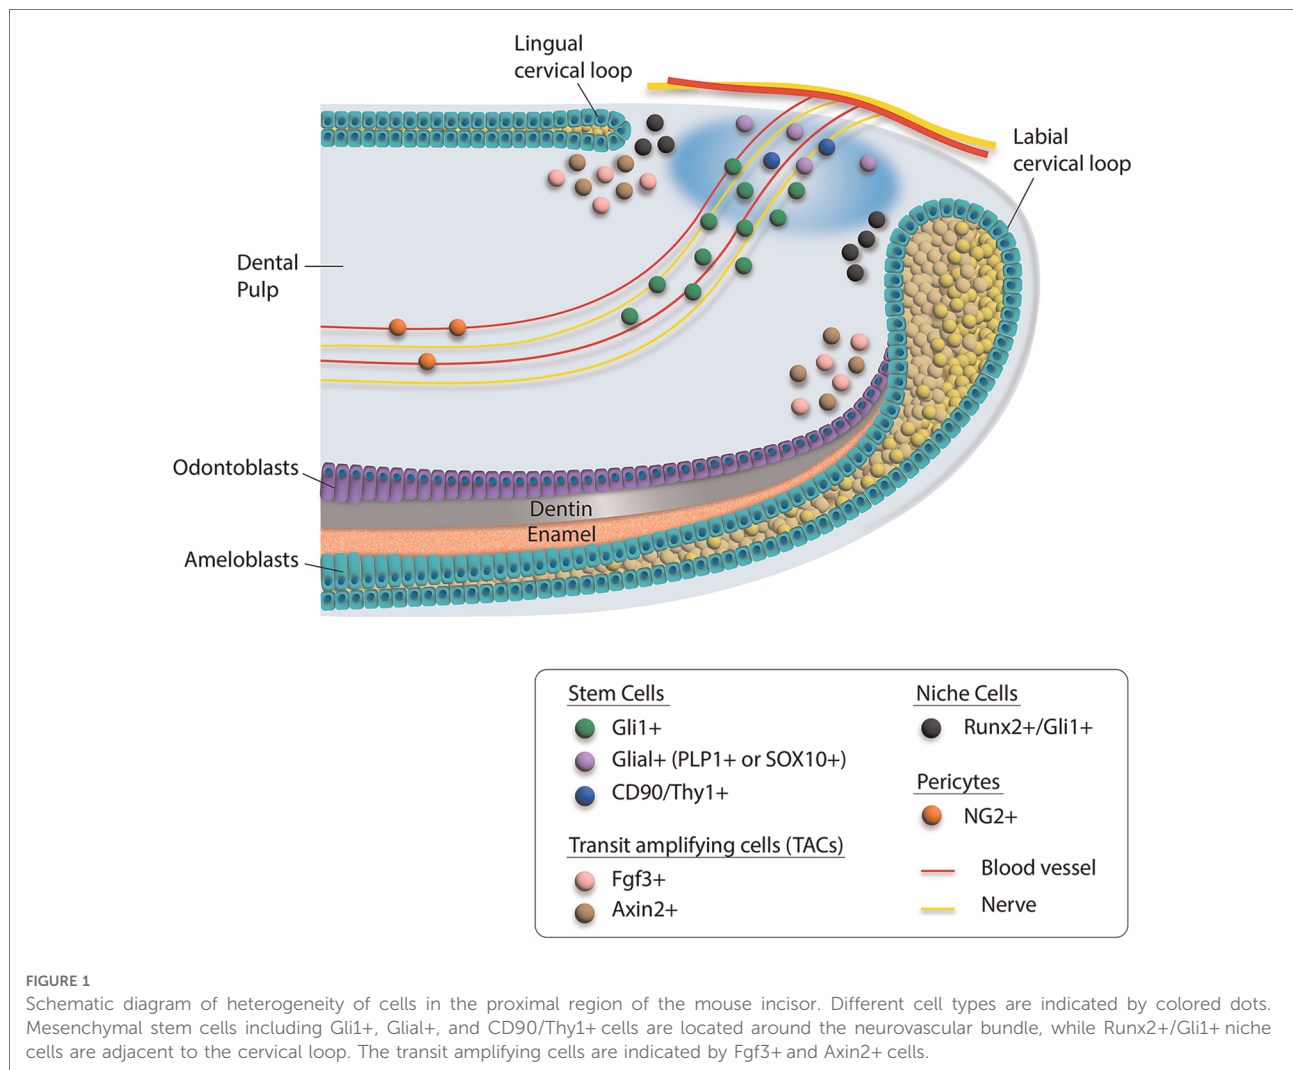 Lingual
cervical loop
Labial
cervical loop
Dental
Pulp
Odontoblasts
Dentin
Enamel
Ameloblasts
Stem Cells
Gli1+
Glial+ (PLP1+ or SOX10+)
CD90/Thy1+
Transit amplifying cells (TACs)
Fgf3+
Axin2+
Niche Cells
Runx2+/Gli1+
Pericytes
NG2+
Blood vessel
Nerve
FIGURE 1
Schematic diagram of heterogeneity of cells in the proximal region of the mouse incisor. Different cell types are indicated by colored dots.
Mesenchymal stem cells including Gli1+, Glial+, and CD90/Thy1+ cells are located around the neurovascular bundle, while Runx2+/Gli1+ niche
cells are adjacent to the cervical loop. The transit amplifying cells are indicated by Fgf3+ and Axin2+ cells.